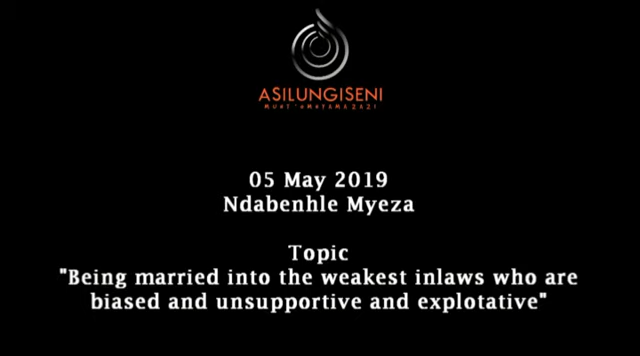 ASILUNGISENI
05 May 2019
Ndabenhle Myeza
Topic
"Being married into the weakest inlaws who are
biased and unsupportive and explotative"